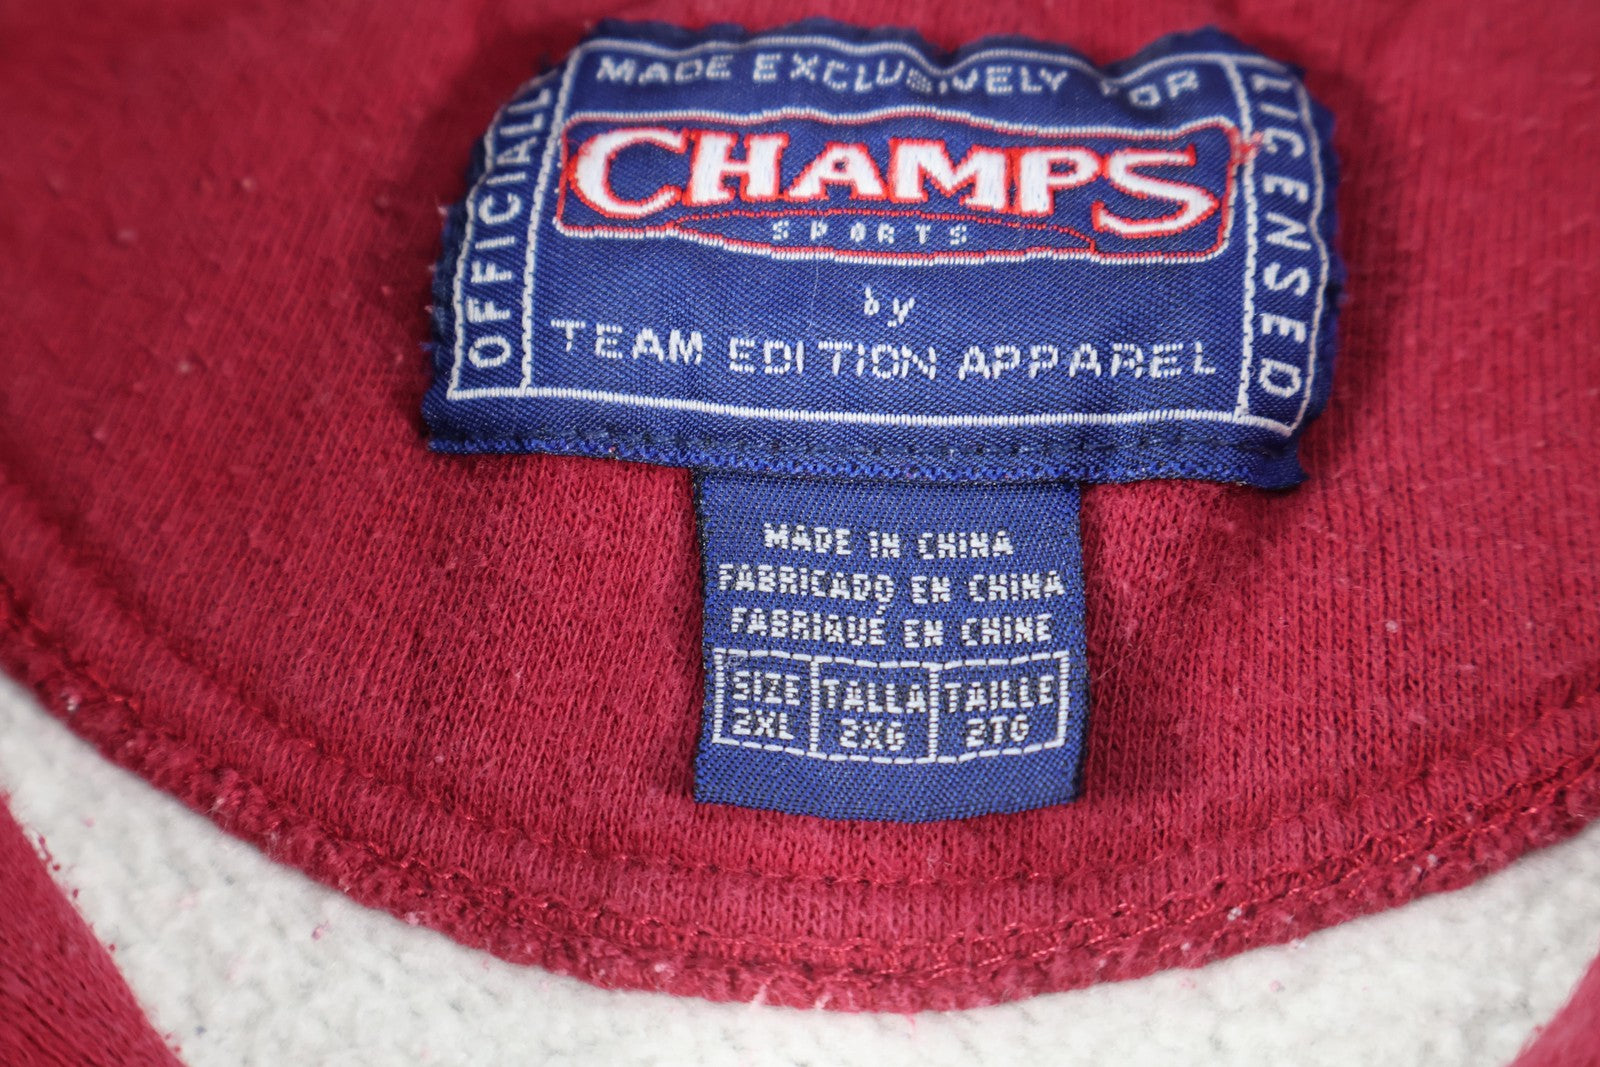 MADE EXCLUSIVELY FOR
OFFICIALLY
LICENSED
CHAMPS
SPORTS
by
TEAM EDITION APPAREL
MADE IN CHINA
FABRICADO EN CHINA
FABRIQUÉ EN CHINE
SIZE TALLA TAILLE
2XL 2XG 2TG